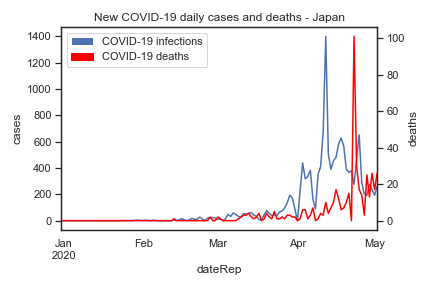 New COVID-19 daily cases and deaths - Japan
COVID-19 infections
COVID-19 deaths
1400
1200
1000
800
600
400
200
0
cases
100
80
60
40
20
0
deaths
Jan Feb Mar Apr May
2020
dateRep